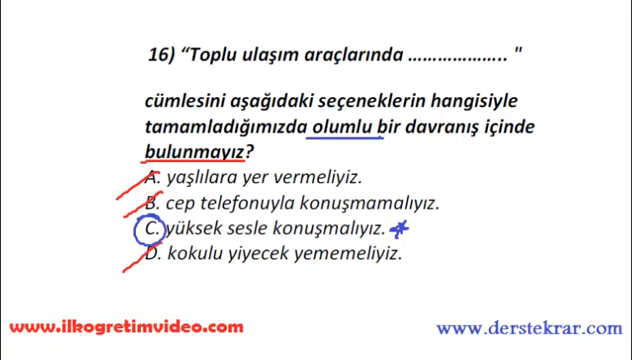 16) “Toplu ulaşım araçlarında ……………….. "
cümlesini aşağıdaki seçeneklerin hangisiyle
tamamladığımızda olumlu bir davranış içinde
bulunmayız?
A. yaşlılara yer vermeliyiz.
B. cep telefonuyla konuşmamalıyız.
C. yüksek sesle konuşmalıyız.
D. kokulu yiyecek yememeliyiz.
www.ilkogretimvideo.com
www.derstekrar.com